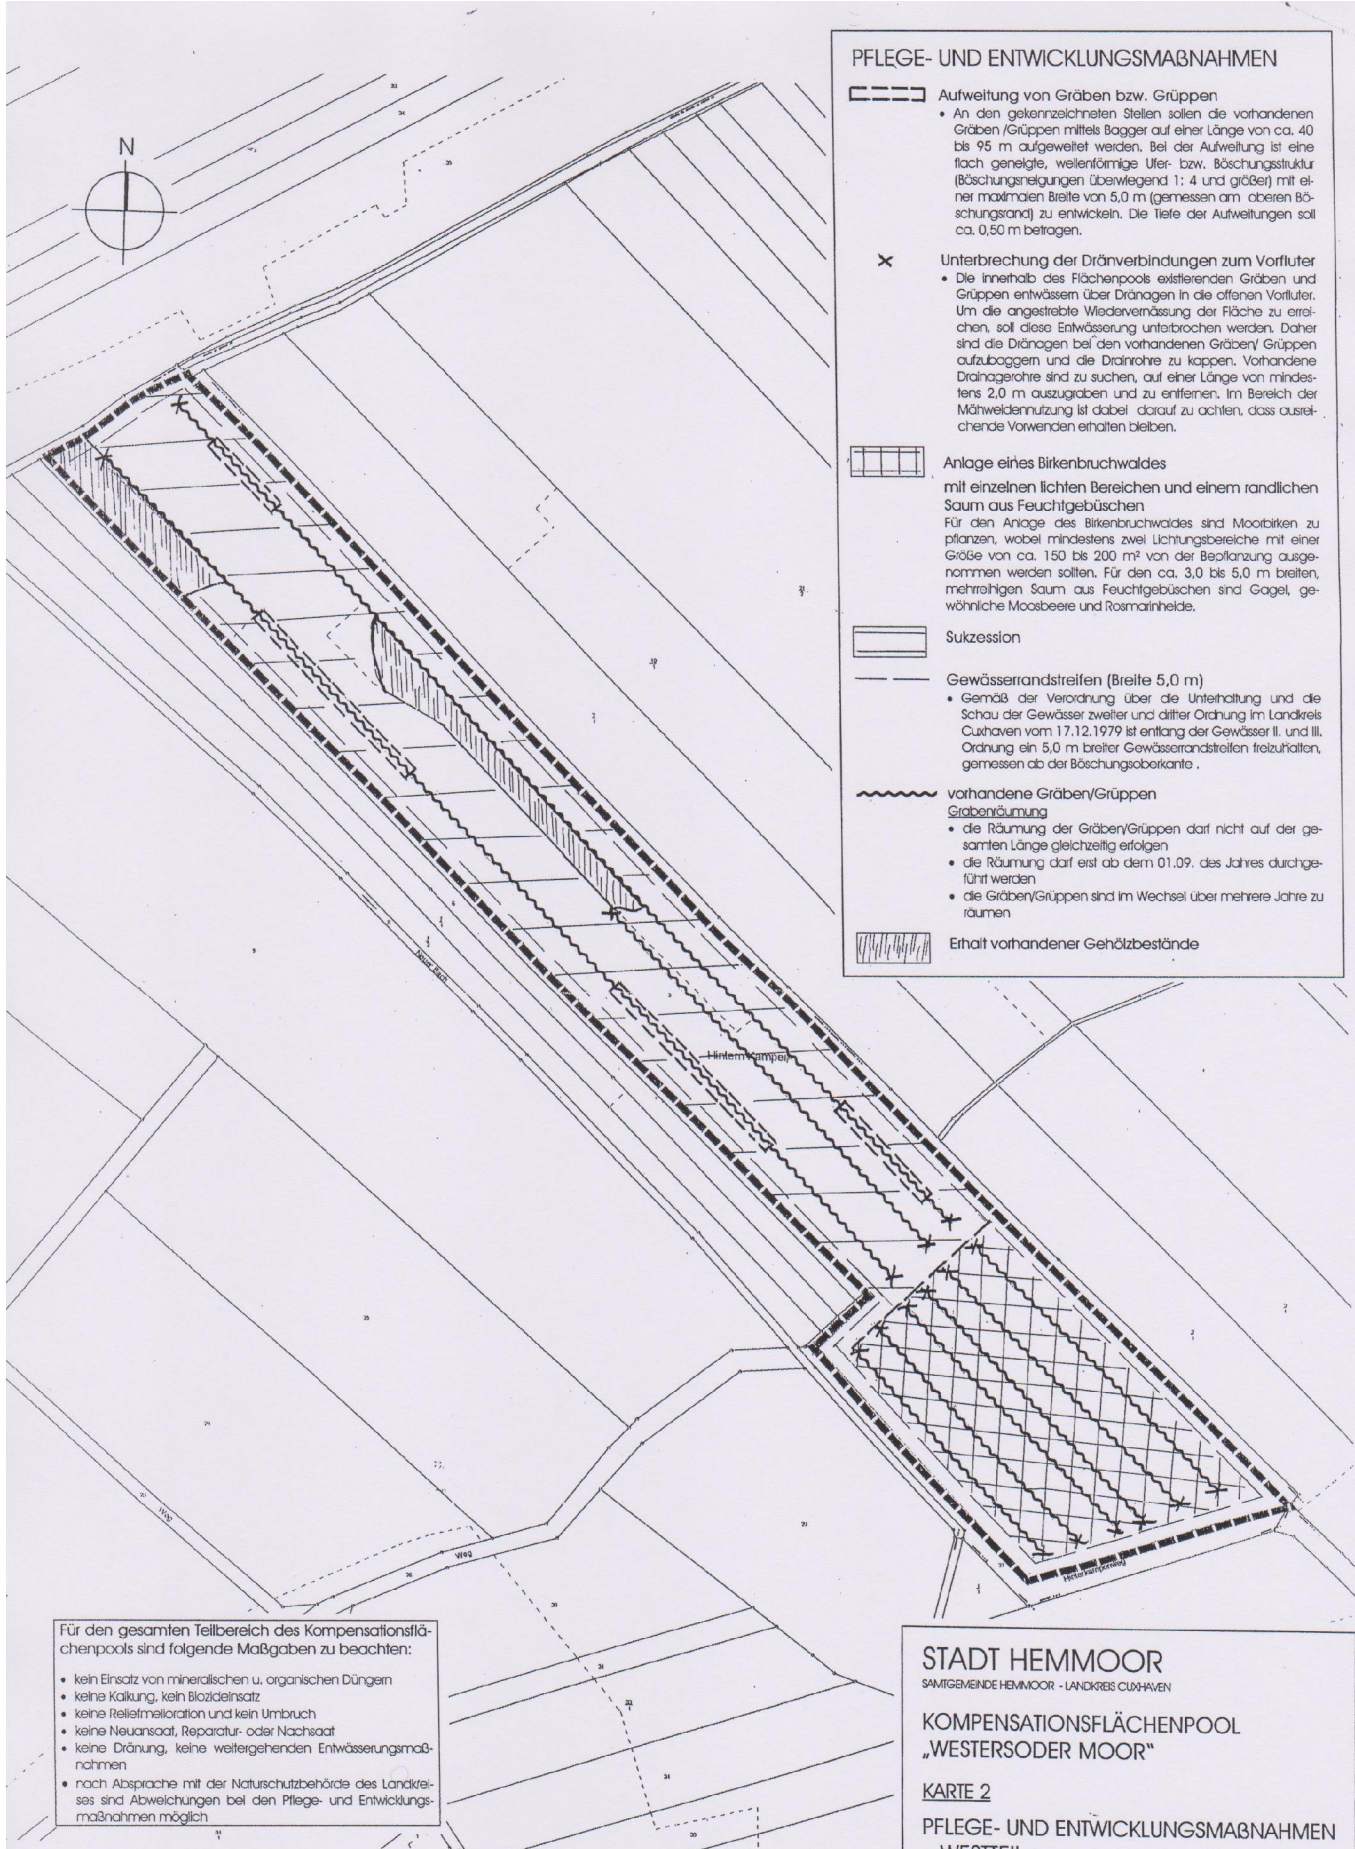 N
PFLEGE- UND ENTWICKLUNGSMAßNAHMEN
Aufweitung von Gräben bzw. Grüppen
• An den gekennzeichneten Stellen sollen die vorhandenen
Gräben /Grüppen mittels Bagger auf einer Länge von ca. 40
bis 95 m aufgeweitet werden. Bei der Aufweitung ist eine
flach geneigte, wellenförmige Ufer- bzw. Böschungsstruktur
(Böschungsneigungen überwiegend 1: 4 und größer) mit ei-
ner maximalen Breite von 5,0 m (gemessen am oberen Bö-
schungsrand) zu entwickeln. Die Tiefe der Aufweitungen soll
ca. 0,50 m betragen.
Unterbrechung der Dränverbindungen zum Vorfluter
• Die innerhalb des Flächenpools existierenden Gräben und
Grüppen entwässern über Dränagen in die offenen Vorfluter.
Um die angestrebte Wiedervernässung der Fläche zu errei-
chen, soll diese Entwässerung unterbrochen werden. Daher
sind die Dränagen bei den vorhandenen Gräben/ Grüppen
aufzubaggern und die Drainrohre zu kappen. Vorhandene
Drainagerohre sind zu suchen, auf einer Länge von mindes-
tens 2,0 m auszugraben und zu entfernen. Im Bereich der
Mähweidennutzung ist dabei darauf zu achten, dass ausrei-
chende Vorwenden erhalten bleiben.
Anlage eines Birkenbruchwaldes
mit einzelnen lichten Bereichen und einem randlichen
Saum aus Feuchtgebüschen
Für den Anlage des Birkenbruchwaldes sind Moorbirken zu
pflanzen, wobei mindestens zwei Lichtungsbereiche mit einer
Größe von ca. 150 bis 200 m² von der Bepflanzung ausge-
nommen werden sollten. Für den ca. 3,0 bis 5,0 m breiten,
mehrreihigen Saum aus Feuchtgebüschen sind Gagel, ge-
wöhnliche Moosbeere und Rosmarinheide.
Sukzession
Gewässerrandstreifen (Breite 5,0 m)
• Gemäß der Verordnung über die Unterhaltung und die
Schau der Gewässer zweiter und dritter Ordnung im Landkreis
Cuxhaven vom 17.12.1979 ist entlang der Gewässer II. und III.
Ordnung ein 5,0 m breiter Gewässerrandstreifen freizuhalten,
gemessen ab der Böschungsoberkante .
vorhandene Gräben/Grüppen
Grabenräumung
• die Räumung der Gräben/Grüppen darf nicht auf der ge-
samten Länge gleichzeitig erfolgen
• die Räumung darf erst ab dem 01.09. des Jahres durchge-
führt werden
• die Gräben/Grüppen sind im Wechsel über mehrere Jahre zu
räumen
Erhalt vorhandener Gehölzbestände
Neuer Bach
Hintern Kamper
Weg
Weg
Hinterkamperweg
Für den gesamten Teilbereich des Kompensationsflä-
chenpools sind folgende Maßgaben zu beachten:
• kein Einsatz von mineralischen u. organischen Düngern
• keine Kalkung, kein Biozideinsatz
• keine Reliefmelioration und kein Umbruch
• keine Neuansaat, Reparatur- oder Nachsaat
• keine Dränung, keine weitergehenden Entwässerungsmaß-
nahmen
• nach Absprache mit der Naturschutzbehörde des Landkrei-
ses sind Abweichungen bei den Pflege- und Entwicklungs-
maßnahmen möglich
STADT HEMMOOR
SAMTGEMEINDE HEMMOOR - LANDKREIS CUXHAVEN
KOMPENSATIONSFLÄCHENPOOL
„WESTERSODER MOOR“
KARTE 2
PFLEGE- UND ENTWICKLUNGSMAßNAHMEN